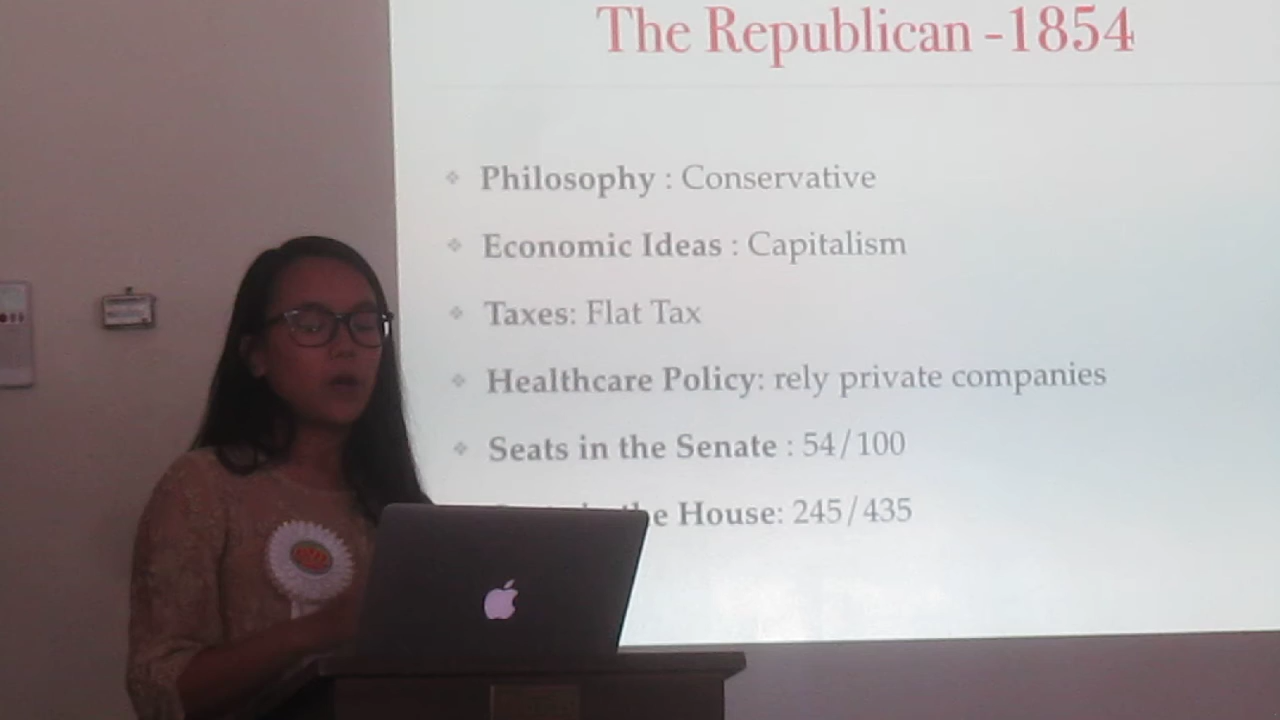 The Republican -1854
Philosophy : Conservative
Economic Ideas : Capitalism
Taxes: Flat Tax
Healthcare Policy: rely private companies
Seats in the Senate : 54/100
House: 245/435